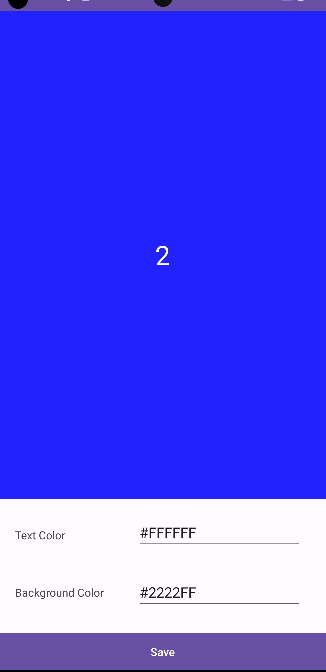 2
Text Color
#FFFFFF
Background Color
#2222FF
Save